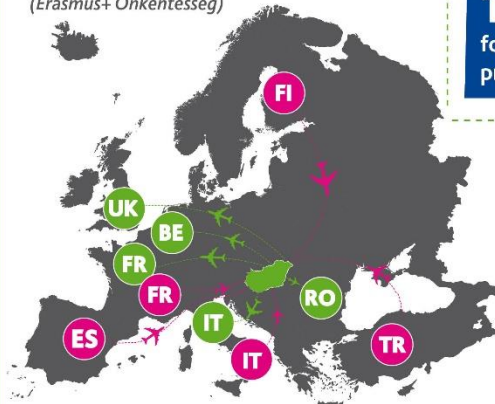 (Erasmus+ Önkéntesség)
FI
UK
BE
FR
FR
RO
IT
ES
IT
TR